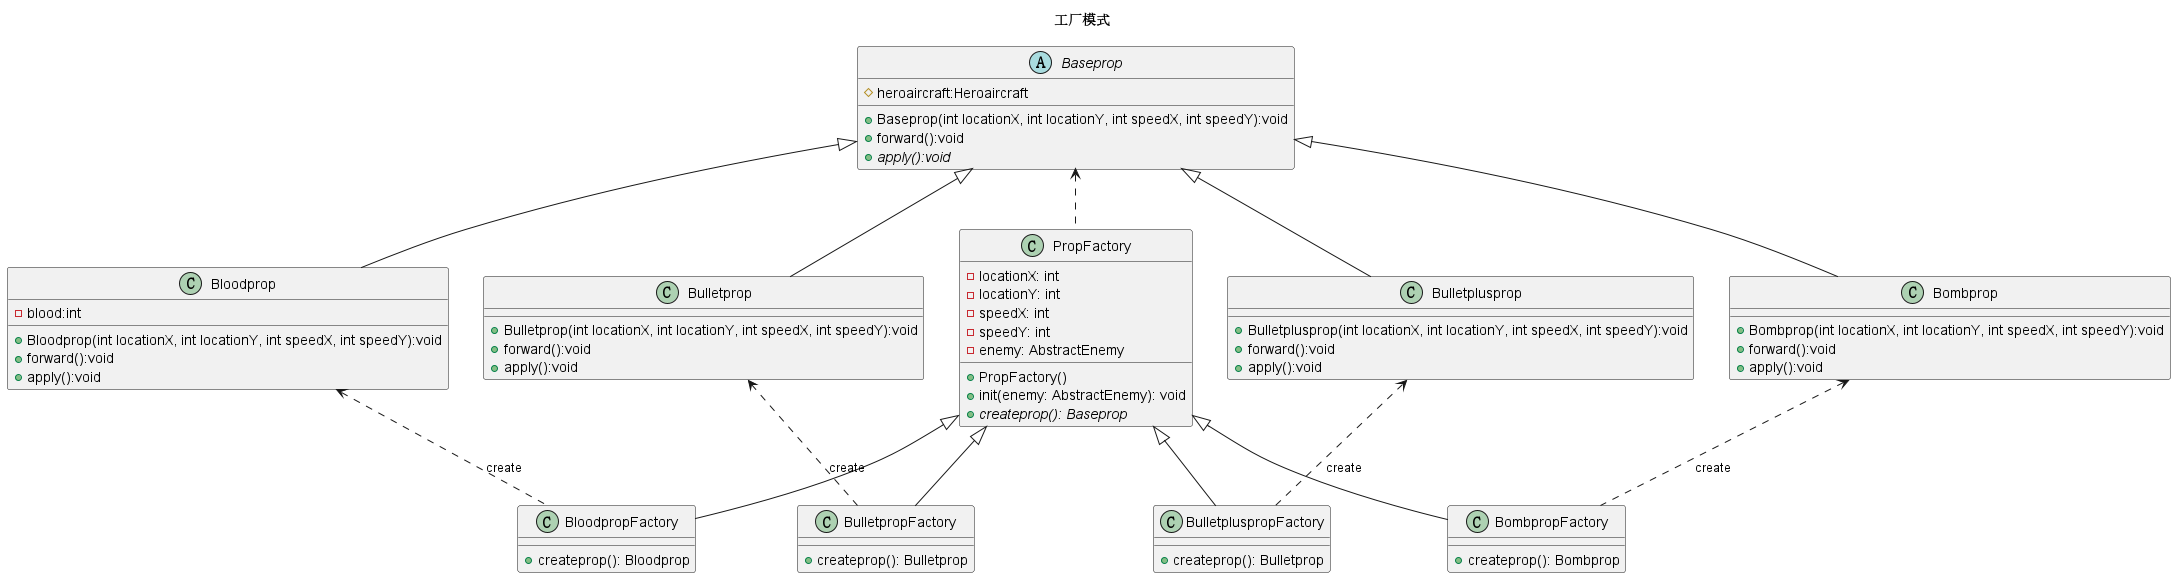 工厂模式
A Baseprop
heroaircraft:Heroaircraft
Baseprop(int locationX, int locationY, int speedX, int speedY):void
forward():void
apply():void
C Bloodprop
blood:int
Bloodprop(int locationX, int locationY, int speedX, int speedY):void
forward():void
apply():void
C Bulletprop
Bulletprop(int locationX, int locationY, int speedX, int speedY):void
forward():void
apply():void
C PropFactory
locationX: int
locationY: int
speedX: int
speedY: int
enemy: AbstractEnemy
PropFactory()
init(enemy: AbstractEnemy): void
createprop(): Baseprop
C Bulletplusprop
Bulletplusprop(int locationX, int locationY, int speedX, int speedY):void
forward():void
apply():void
C Bombprop
Bombprop(int locationX, int locationY, int speedX, int speedY):void
forward():void
apply():void
create
create
create
create
C BloodpropFactory
createprop(): Bloodprop
C BulletpropFactory
createprop(): Bulletprop
C BulletpluspropFactory
createprop(): Bulletprop
C BombpropFactory
createprop(): Bombprop